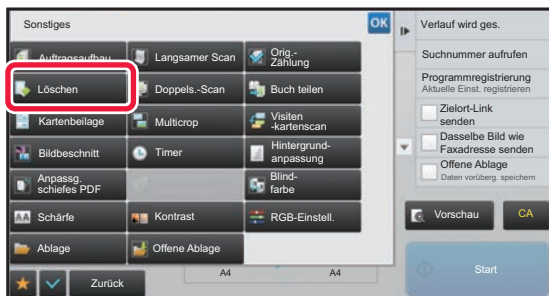 Sonstiges
OK
Auftragsaufbau
Langsamer Scan
Orig.-
Zählung
Löschen
Doppels.-Scan
Buch teilen
Kartenbeilage
Multicrop
Visiten
-kartenscan
Bildbeschnitt
Timer
Hintergrund-
anpassung
Anpassg.
schiefes PDF
Blind-
farbe
AA
Schärfe
Kontrast
RGB-Einstell.
Ablage
Offene Ablage
Zurück
A4
A4
Verlauf wird ges.
Suchnummer aufrufen
Programmregistrierung
Aktuelle Einst. registrieren
Zielort-Link
senden
Dasselbe Bild wie
Faxadresse senden
Offene Ablage
Daten vorüberg. speichern
Vorschau
CA
Start